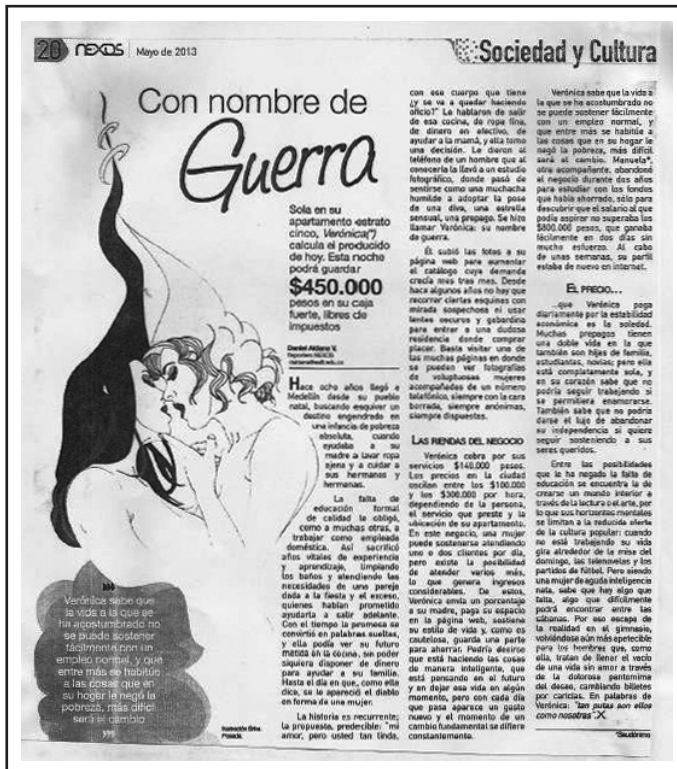 20 NEXOS | Mayo de 2013
Sociedad y Cultura
Con nombre de
Guerra
Sola en su
apartamento estrato
cinco, Verónica(*)
calcula el producido
de hoy. Esta noche
podrá guardar
$450.000
pesos en su caja
fuerte, libres de
impuestos
Daniel Aldana V.
Reportero NEXOS
Hace ocho años llegó a
Medellín desde su pueblo
natal, buscando esquivar un
destino engendrado en
una infancia de pobreza
absoluta, cuando
ayudaba a su
madre a lavar ropa
ajena y a cuidar a
sus hermanos y
hermanas.
La falta de
educación formal
de calidad le obligó,
como a muchas otras, a
trabajar como empleada
doméstica. Así sacrificó
años vitales de experiencia
y aprendizaje, limpiando
los baños y atendiendo las
necesidades de una pareja
dada a la fiesta y el exceso,
quienes habían prometido
ayudarla a salir adelante.
Con el tiempo la promesa se
convirtió en palabras sueltas,
y ella podía ver su futuro
metida en la cocina, sin poder
siquiera disponer de dinero
para ayudar a su familia.
Hasta el día en que, como ella
dice, se le apareció el diablo
en forma de una mujer.
La historia es recurrente;
la propuesta, predecible: "mi
amor, pero usted tan linda,
Verónica sabe que
la vida a la que se
ha acostumbrado no
se puede sostener
fácilmente con un
empleo normal, y que
entre más se habitúe
a las cosas que en
su hogar le negó la
pobreza, más difícil
será el cambio
Ilustración Erika
Posada.
con ese cuerpo que tiene
¿y se va a quedar haciendo
oficio?" Le hablaron de salir
de esa cocina, de ropa fina,
de dinero en efectivo, de
ayudar a la mamá, y ella tomó
una decisión. Le dieron el
teléfono de un hombre que al
conocerla la llevó a un estudio
fotográfico, donde pasó de
sentirse como una muchacha
humilde a adoptar la pose
de una diva, una estrella
sensual, una prepago. Se hizo
llamar Verónica: su nombre
de guerra.
Él subió las fotos a su
página web para aumentar
el catálogo cuya demanda
crecía mes tras mes. Desde
hace algunos años no hay que
recorrer ciertas esquinas con
mirada sospechosa ni usar
lentes oscuros y gabardina
para entrar a una dudosa
residencia donde comprar
placer. Basta visitar una de
las muchas páginas en donde
se pueden ver fotografías
de voluptuosas mujeres
acompañadas de un número
telefónico, siempre con la cara
borrada, siempre anónimas,
siempre dispuestas.
LAS RIENDAS DEL NEGOCIO
Verónica cobra por sus
servicios $140.000 pesos.
Los precios en la ciudad
oscilan entre los $100.000
y los $300.000 por hora,
dependiendo de la persona,
el servicio que preste y la
ubicación de su apartamento.
En este negocio, una mujer
puede sostenerse atendiendo
uno o dos clientes por día,
pero existe la posibilidad
de atender varios más,
lo que genera ingresos
considerables. De estos,
Verónica envía un porcentaje
a su madre, paga su espacio
en la página web, sostiene
su estilo de vida y, como es
cautelosa, guarda una parte
para ahorrar. Podría decirse
que está haciendo las cosas
de manera inteligente, que
está pensando en el futuro
y en dejar esa vida en algún
momento, pero con cada día
que pasa aparece un gasto
nuevo y el momento de un
cambio fundamental se difiere
constantemente.
Verónica sabe que la vida a
la que se ha acostumbrado no
se puede sostener fácilmente
con un empleo normal, y
que entre más se habitúe a
las cosas que en su hogar le
negó la pobreza, más difícil
será el cambio. Manuela*,
otra acompañante, abandonó
el negocio durante dos años
para estudiar con los fondos
que había ahorrado, sólo para
descubrir que el salario al que
podía aspirar no superaba los
$800.000 pesos, que ganaba
fácilmente en dos días sin
mucho esfuerzo. Al cabo
de unas semanas, su perfil
estaba de nuevo en internet.
EL PRECIO...
...que Verónica paga
diariamente por la estabilidad
económica es la soledad.
Muchas prepagos tienen
una doble vida en la que
también son hijas de familia,
estudiantes, novias; pero ella
está completamente sola, y
en su corazón sabe que no
podría seguir trabajando si
se permitiera enamorarse.
También sabe que no podría
darse el lujo de abandonar
su independencia si quiere
seguir sosteniendo a sus
seres queridos.
Entre las posibilidades
que le ha negado la falta de
educación se encuentra la de
crearse un mundo interior a
través de la lectura o el arte, por
lo que sus horizontes mentales
se limitan a la reducida oferta
de la cultura popular: cuando
no está trabajando su vida
gira alrededor de la misa del
domingo, las telenovelas y los
partidos de fútbol. Pero siendo
una mujer de aguda inteligencia
nata, sabe que hay algo que
falta, algo que difícilmente
podrá encontrar entre las
sábanas. Por eso escapa de
la realidad en el gimnasio,
volviéndose aún más apetecible
para los hombres que, como
ella, tratan de llenar el vacío
de una vida sin amor a través
de la dolorosa pantomima
del deseo, cambiando billetes
por caricias. En palabras de
Verónica: "tan putas son ellos
como nosotras".
*Seudónimo